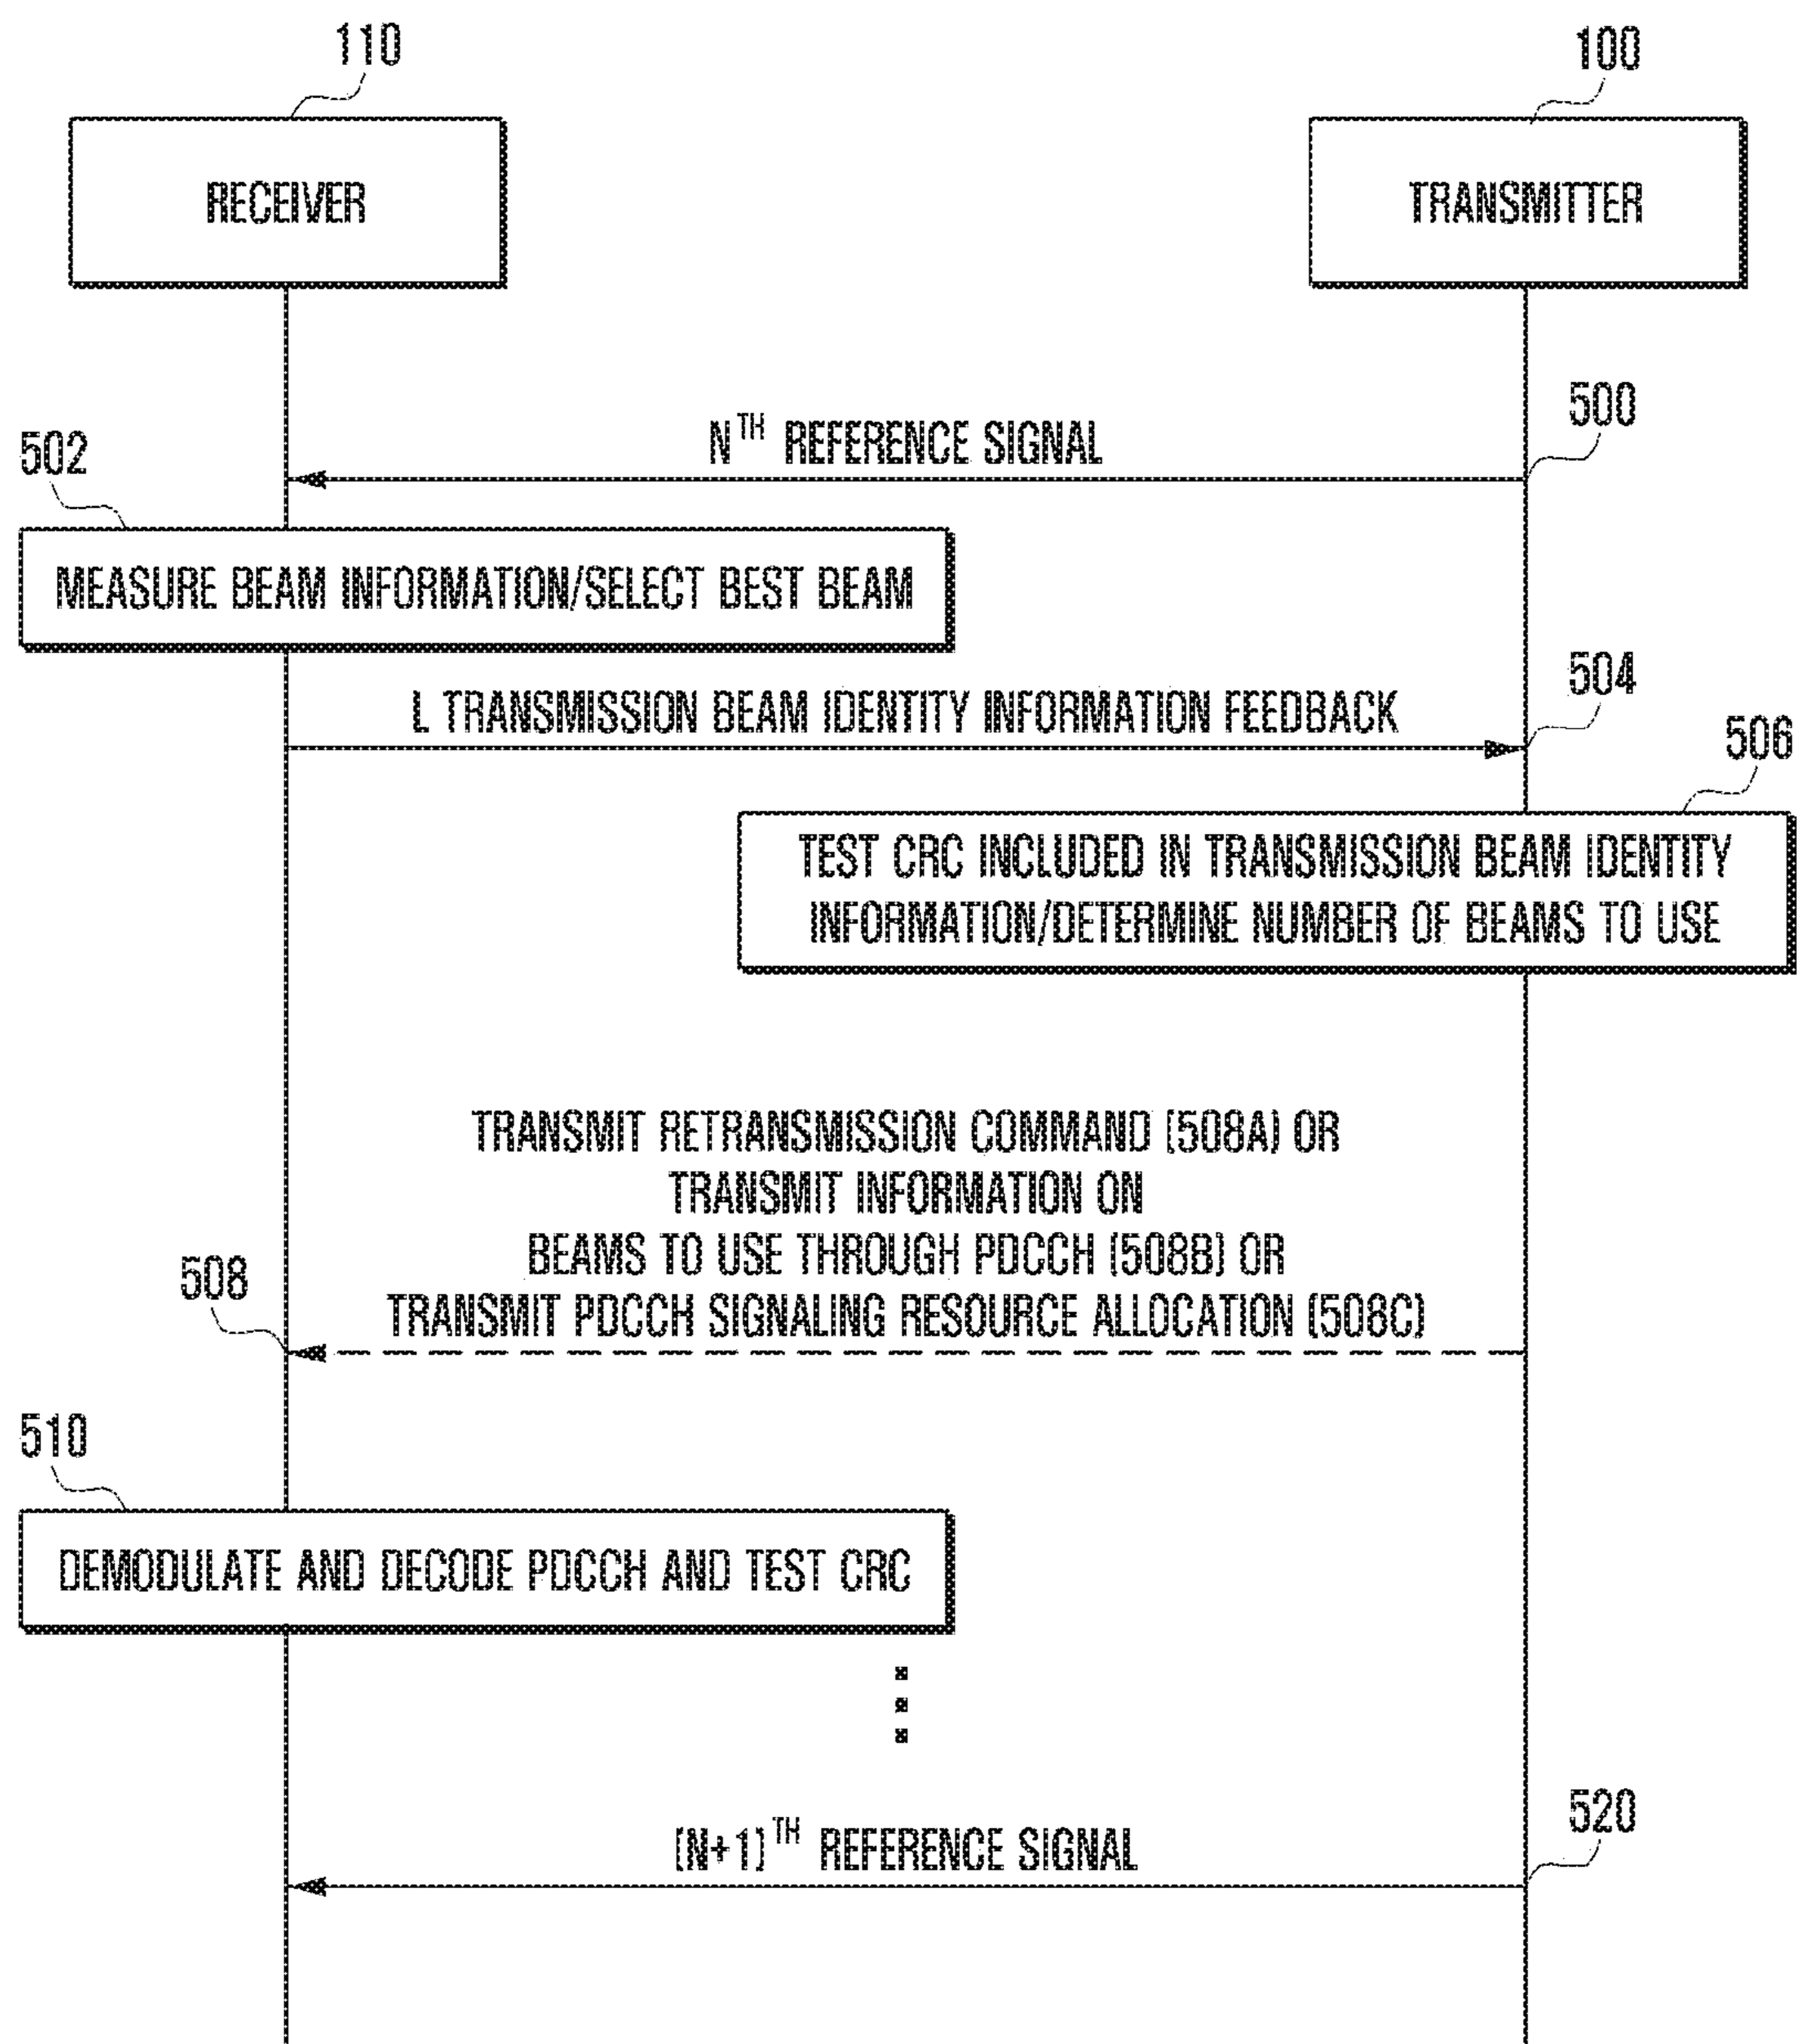 110
100
RECEIVER
TRANSMITTER
500
NTH REFERENCE SIGNAL
502
MEASURE BEAM INFORMATION/SELECT BEST BEAM
504
L TRANSMISSION BEAM IDENTITY INFORMATION FEEDBACK
506
TEST CRC INCLUDED IN TRANSMISSION BEAM IDENTITY
INFORMATION/DETERMINE NUMBER OF BEAMS TO USE
TRANSMIT RETRANSMISSION COMMAND (508A) OR
TRANSMIT INFORMATION ON
BEAMS TO USE THROUGH PDCCH (508B) OR
508
TRANSMIT PDCCH SIGNALING RESOURCE ALLOCATION (508C)
510
DEMODULATE AND DECODE PDCCH AND TEST CRC
520
(N+1)TH REFERENCE SIGNAL